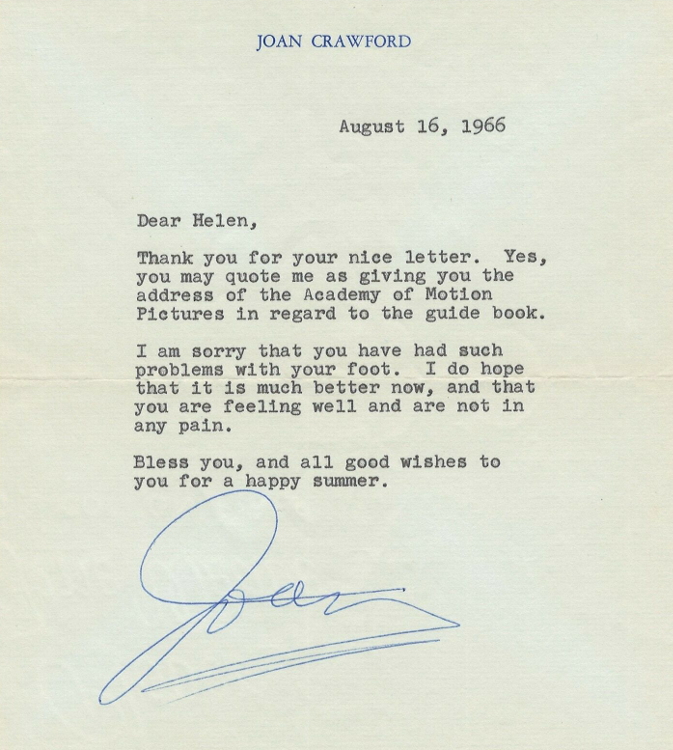 JOAN CRAWFORD
August 16, 1966
Dear Helen,
Thank you for your nice letter.  Yes,
you may quote me as giving you the
address of the Academy of Motion
Pictures in regard to the guide book.
I am sorry that you have had such
problems with your foot.  I do hope
that it is much better now, and that
you are feeling well and are not in
any pain.
Bless you, and all good wishes to
you for a happy summer.
Joan